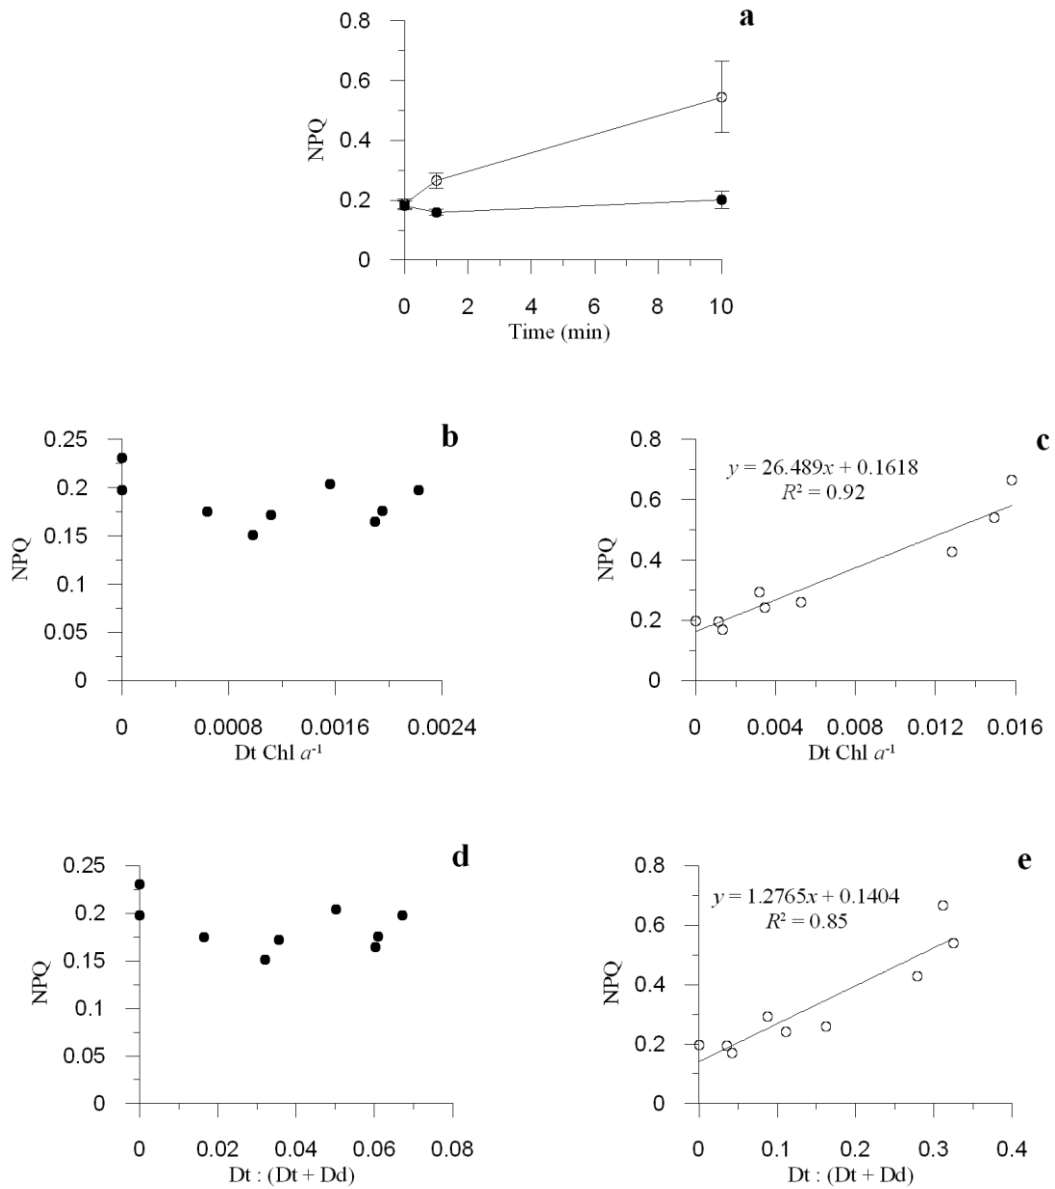 a
0.8
0.6
0.4
0.2
0
NPQ
0 2 4 6 8 10
Time (min)
b
0.25
0.2
0.15
0.1
0.05
0
NPQ
0 0.0008 0.0016 0.0024
Dt Chl a⁻¹
c
y = 26.489x + 0.1618
R² = 0.92
0.8
0.6
0.4
0.2
0
NPQ
0 0.004 0.008 0.012 0.016
Dt Chl a⁻¹
d
0.25
0.2
0.15
0.1
0.05
0
NPQ
0 0.02 0.04 0.06 0.08
Dt : (Dt + Dd)
e
y = 1.2765x + 0.1404
R² = 0.85
0.8
0.6
0.4
0.2
0
NPQ
0 0.1 0.2 0.3 0.4
Dt : (Dt + Dd)